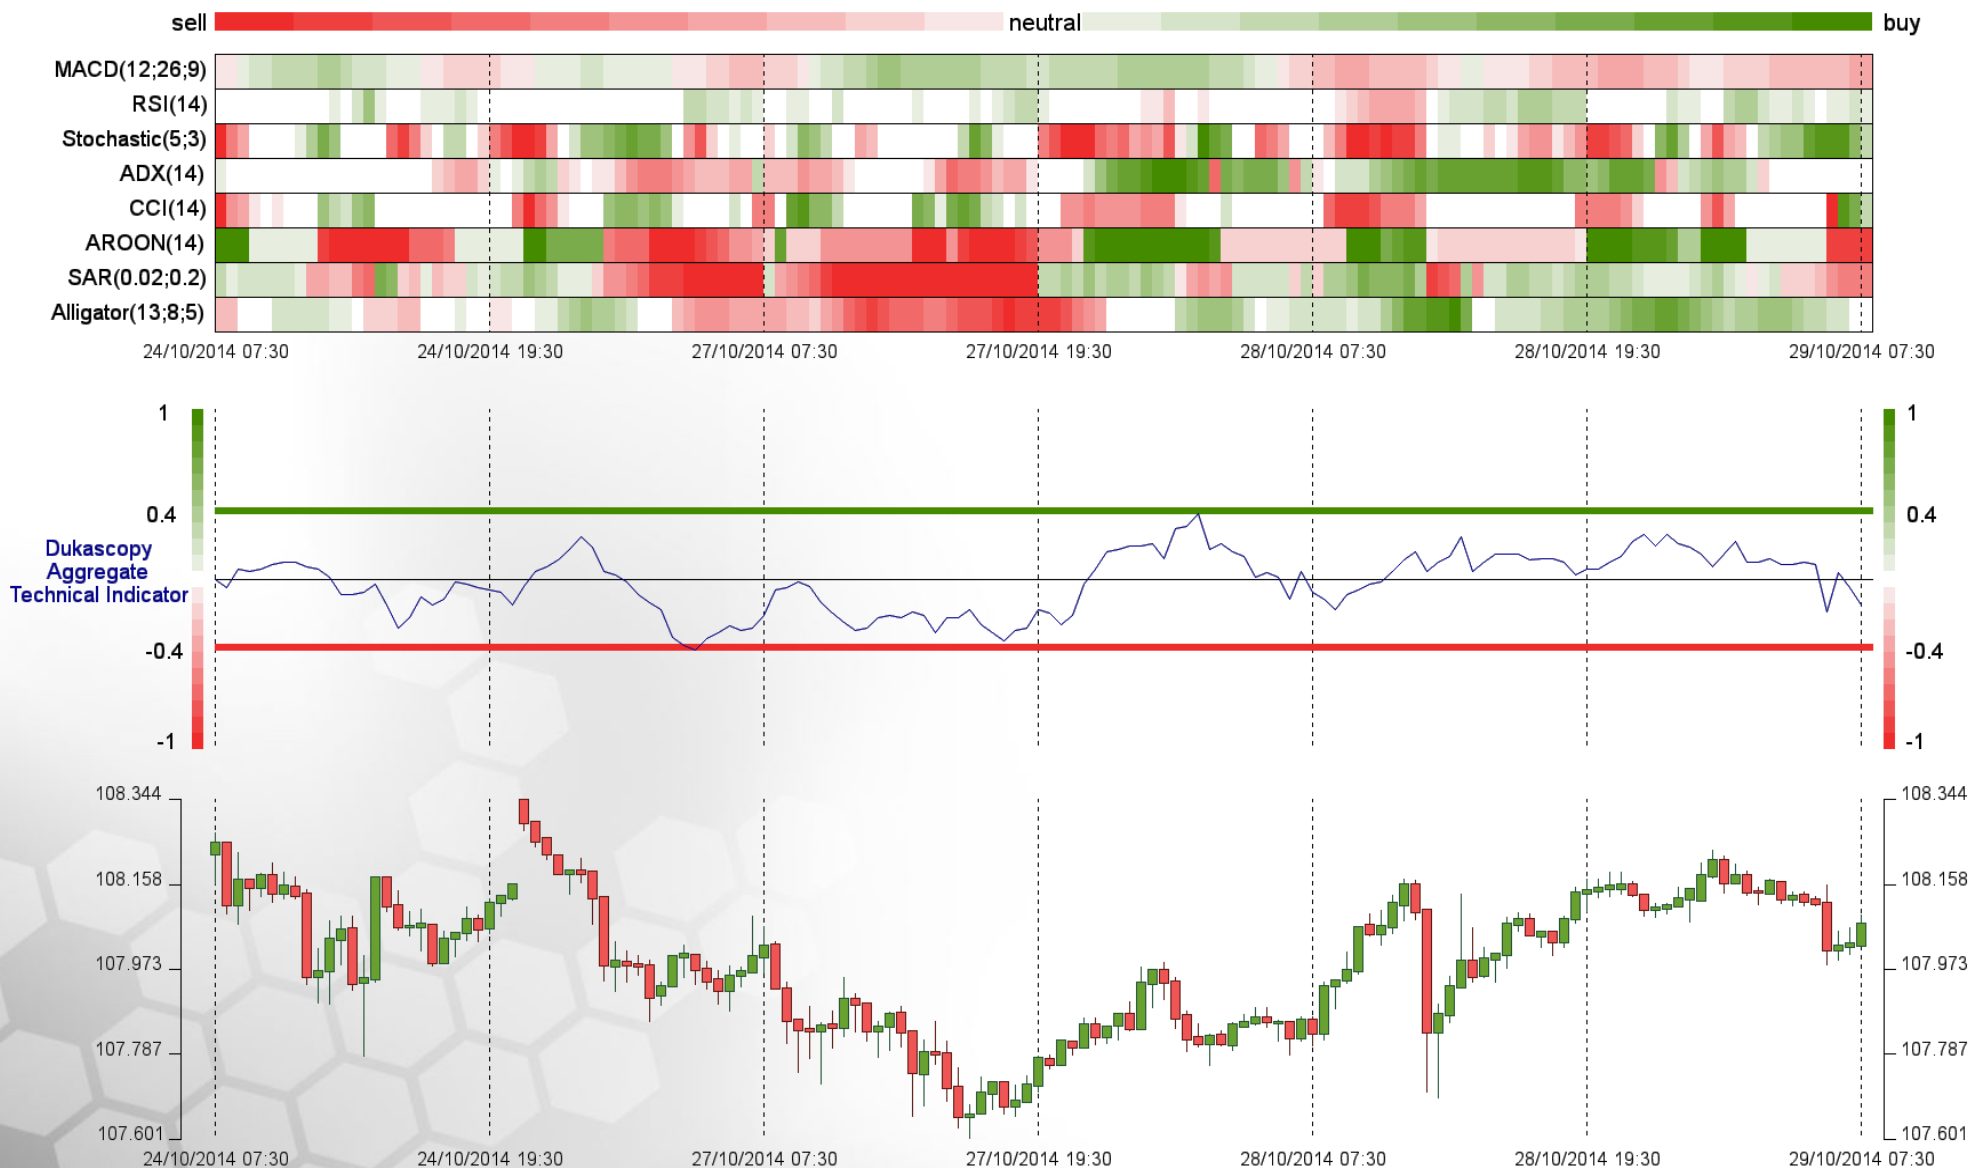 sell neutral buy
MACD(12;26;9)
RSI(14)
Stochastic(5;3)
ADX(14)
CCI(14)
AROON(14)
SAR(0.02;0.2)
Alligator(13;8;5)
24/10/2014 07:30 24/10/2014 19:30 27/10/2014 07:30 27/10/2014 19:30 28/10/2014 07:30 28/10/2014 19:30 29/10/2014 07:30
1 1
0.4 0.4
Dukascopy
Aggregate
Technical Indicator
-0.4 -0.4
-1 -1
108.344 108.344
108.158 108.158
107.973 107.973
107.787 107.787
107.601 107.601
24/10/2014 07:30 24/10/2014 19:30 27/10/2014 07:30 27/10/2014 19:30 28/10/2014 07:30 28/10/2014 19:30 29/10/2014 07:30